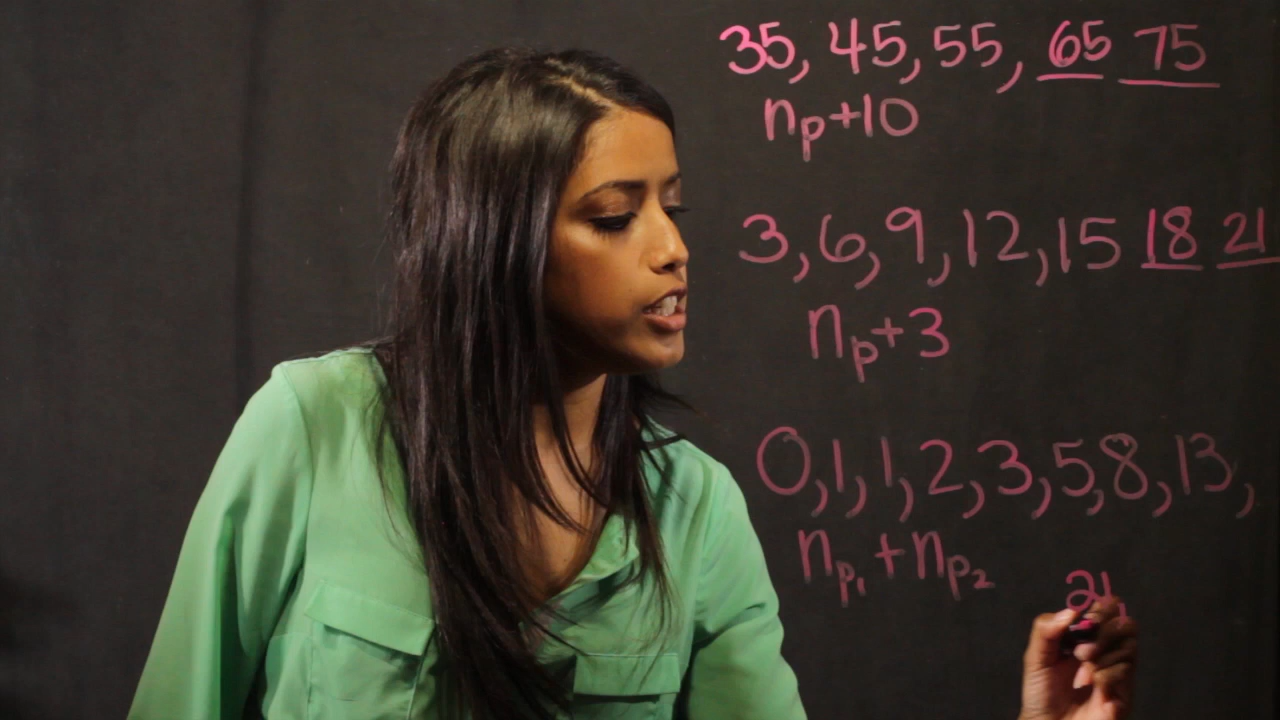 35, 45, 55, 65 75
np+10
3, 6, 9, 12, 15 18 21
np+3
0, 1, 1, 2, 3, 5, 8, 13,
np1+np2
21,